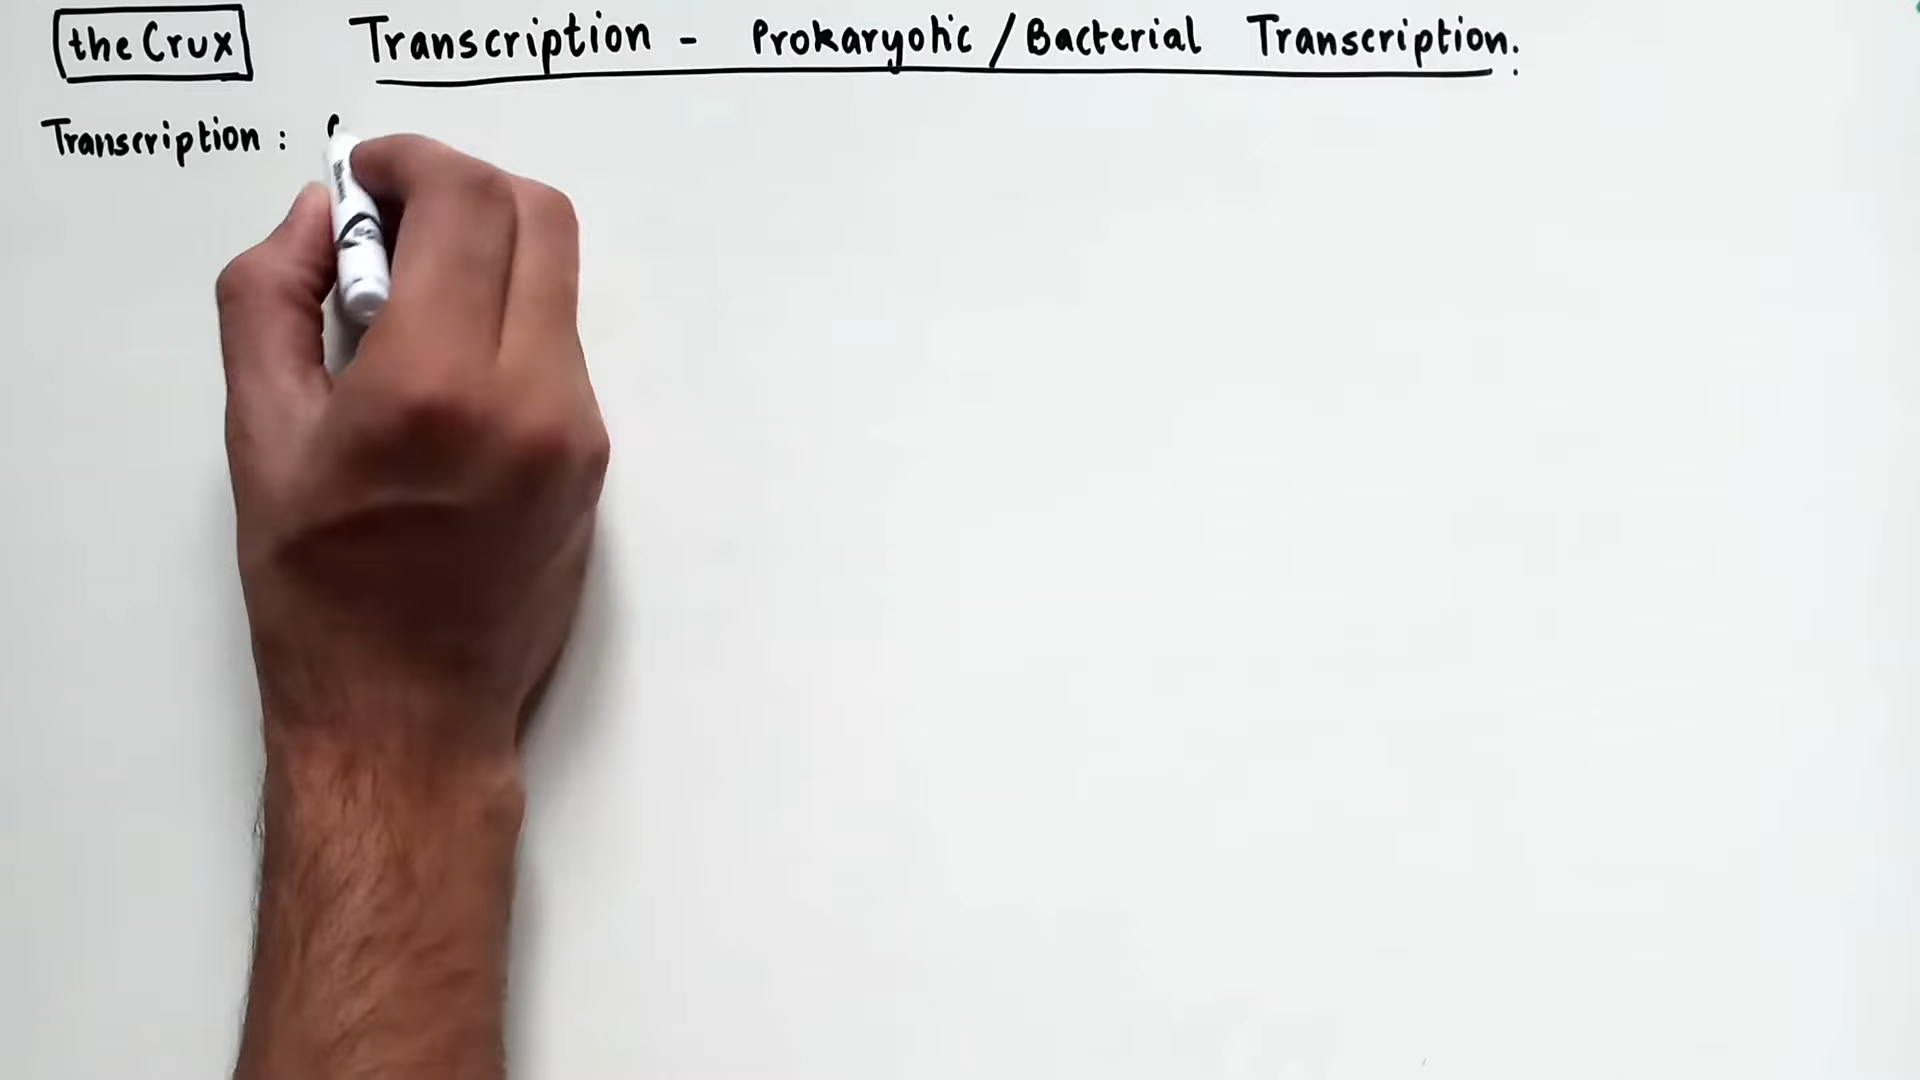 the Crux Transcription - Prokaryotic / Bacterial Transcription.
Transcription :